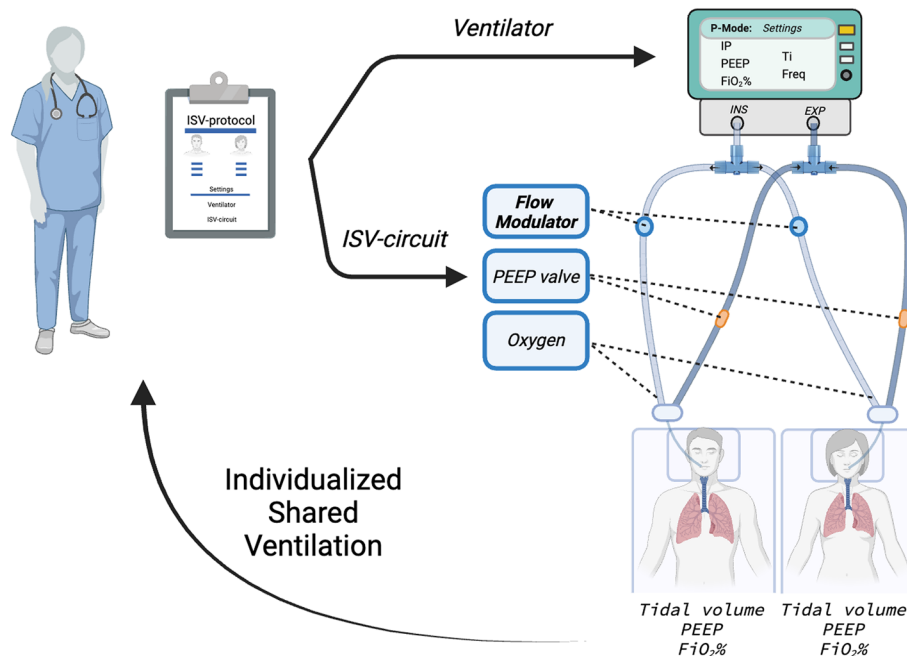 Ventilator
P-Mode: Settings
IP
PEEP
FiO₂%
Ti
Freq
INS
EXP
ISV-protocol
Settings
Ventilator
ISV-circuit
ISV-circuit
Flow
Modulator
PEEP valve
Oxygen
Individualized
Shared
Ventilation
Tidal volume
PEEP
FiO₂%
Tidal volume
PEEP
FiO₂%